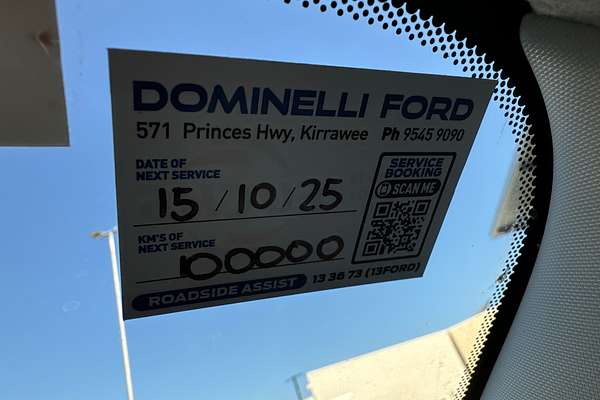 DOMINELLI FORD
571 Princes Hwy, Kirrawee Ph 9545 9090
DATE OF
NEXT SERVICE
15/10/25
SERVICE
BOOKING
SCAN ME
KM'S OF
NEXT SERVICE
100000
ROADSIDE ASSIST 13 36 73 (13FORD)